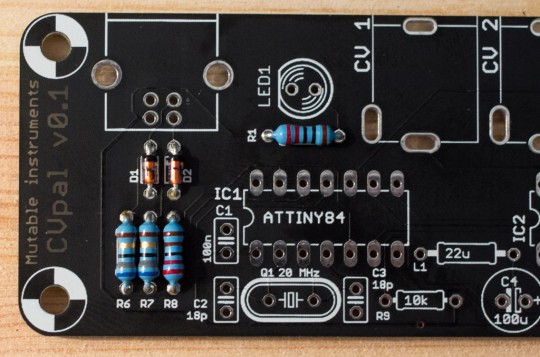 Mutable instruments
CVpal v0.1
LED1
CV 1
CV 2
R1
D1
D2
IC1
ATTINY84
IC2
C1
100n
L1
22u
Q1 20 MHz
C3
18p
C2
18p
R6
R7
R8
R9
10k
C4
100u